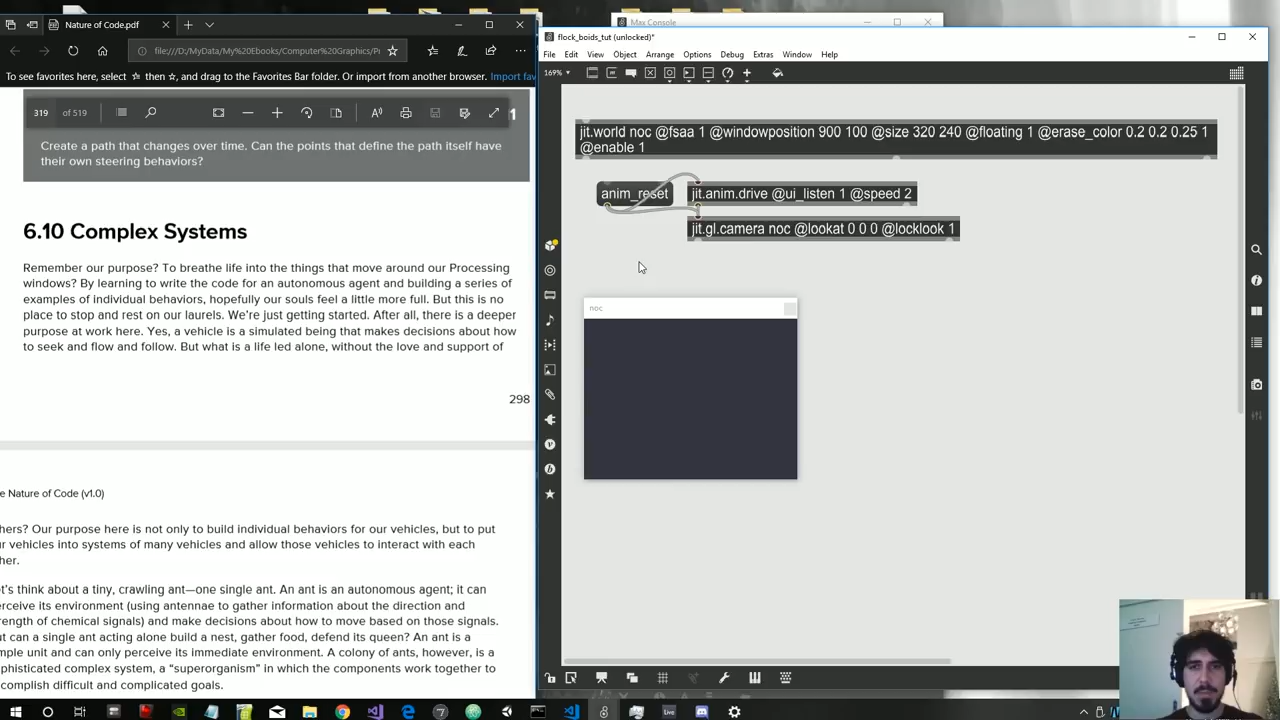 Nature of Code.pdf
Max Console
flock_boids_tut (unlocked)*
file:///D:/MyData/My%20Ebooks/Computer%20Graphics/P
File Edit View Object Arrange Options Debug Extras Window Help
To see favorites here, select then , and drag to the Favorites Bar folder. Or import from another browser. Import fav
169%
319 of 519
1
Create a path that changes over time. Can the points that define the path itself have
their own steering behaviors?
jit.world noc @fsaa 1 @windowposition 900 100 @size 320 240 @floating 1 @erase_color 0.2 0.2 0.25 1
@enable 1
anim_reset
jit.anim.drive @ui_listen 1 @speed 2
jit.gl.camera noc @lookat 0 0 0 @locklook 1
6.10 Complex Systems
Remember our purpose? To breathe life into the things that move around our Processing
windows? By learning to write the code for an autonomous agent and building a series of
examples of individual behaviors, hopefully our souls feel a little more full. But this is no
place to stop and rest on our laurels. We're just getting started. After all, there is a deeper
purpose at work here. Yes, a vehicle is a simulated being that makes decisions about how
to seek and flow and follow. But what is a life led alone, without the love and support of
noc
298
e Nature of Code (v1.0)
hers? Our purpose here is not only to build individual behaviors for our vehicles, but to put
ur vehicles into systems of many vehicles and allow those vehicles to interact with each
her.
et's think about a tiny, crawling ant—one single ant. An ant is an autonomous agent; it can
erceive its environment (using antennae to gather information about the direction and
rength of chemical signals) and make decisions about how to move based on those signals.
ut can a single ant acting alone build a nest, gather food, defend its queen? An ant is a
mple unit and can only perceive its immediate environment. A colony of ants, however, is a
ophisticated complex system, a "superorganism" in which the components work together to
complish difficult and complicated goals.
Live